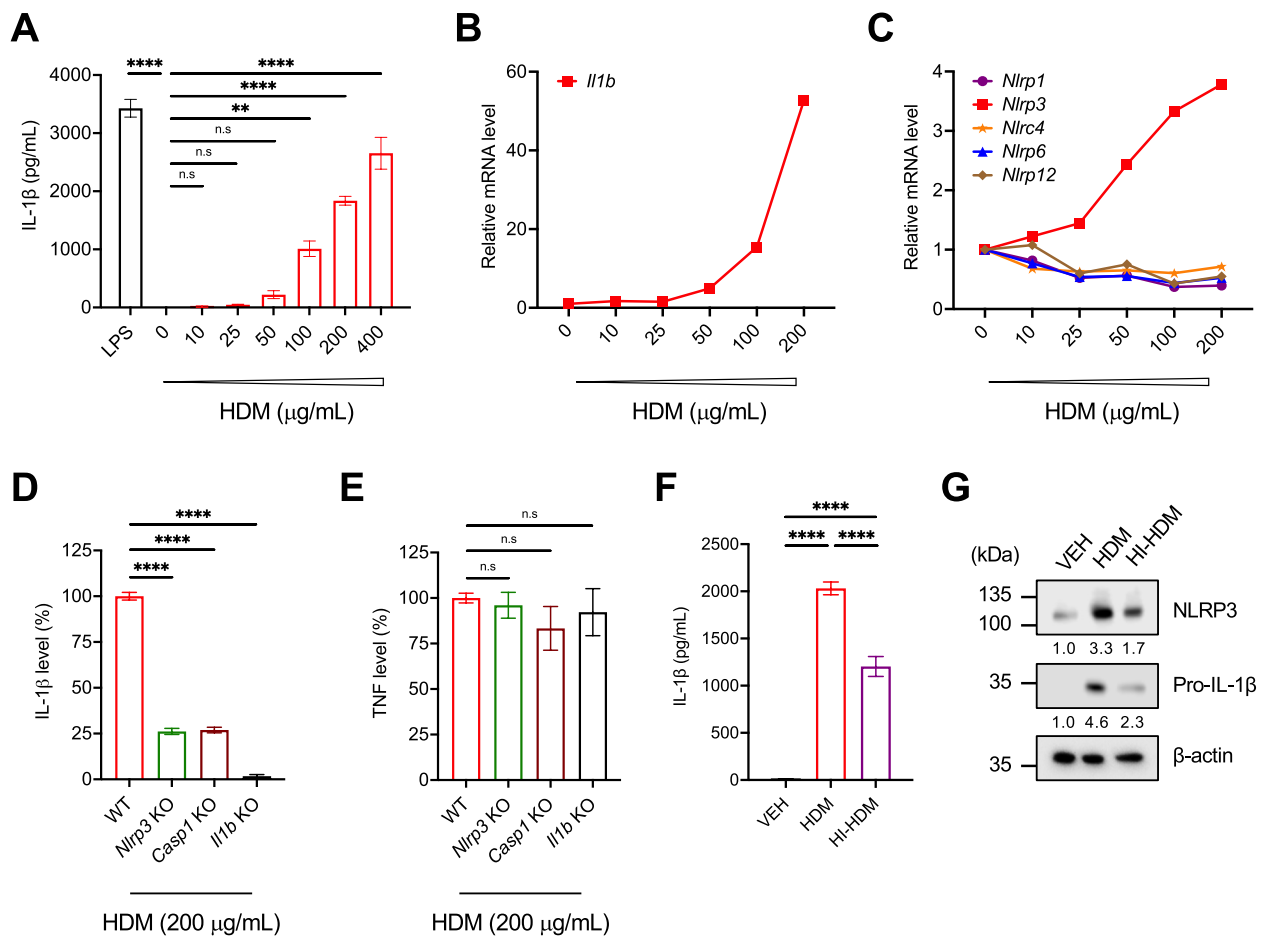 A
****
****
****
**
n.s
n.s
n.s
IL-1β (pg/mL)
4000
3000
2000
1000
0
LPS
0
10
25
50
100
200
400
HDM (μg/mL)
B
Il1b
Relative mRNA level
60
40
20
0
0
10
25
50
100
200
HDM (μg/mL)
C
Nlrp1
Nlrp3
Nlrc4
Nlrp6
Nlrp12
Relative mRNA level
4
3
2
1
0
0
10
25
50
100
200
HDM (μg/mL)
D
****
****
****
IL-1β level (%)
125
100
75
50
25
0
WT
Nlrp3 KO
Casp1 KO
Il1b KO
HDM (200 μg/mL)
E
n.s
n.s
n.s
TNF level (%)
125
100
75
50
25
0
WT
Nlrp3 KO
Casp1 KO
Il1b KO
HDM (200 μg/mL)
F
****
**** ****
IL-1β (pg/mL)
2500
2000
1500
1000
500
0
VEH
HDM
HI-HDM
G
(kDa)
VEH
HDM
HI-HDM
135
100
NLRP3
1.0 3.3 1.7
35
Pro-IL-1β
1.0 4.6 2.3
35
β-actin